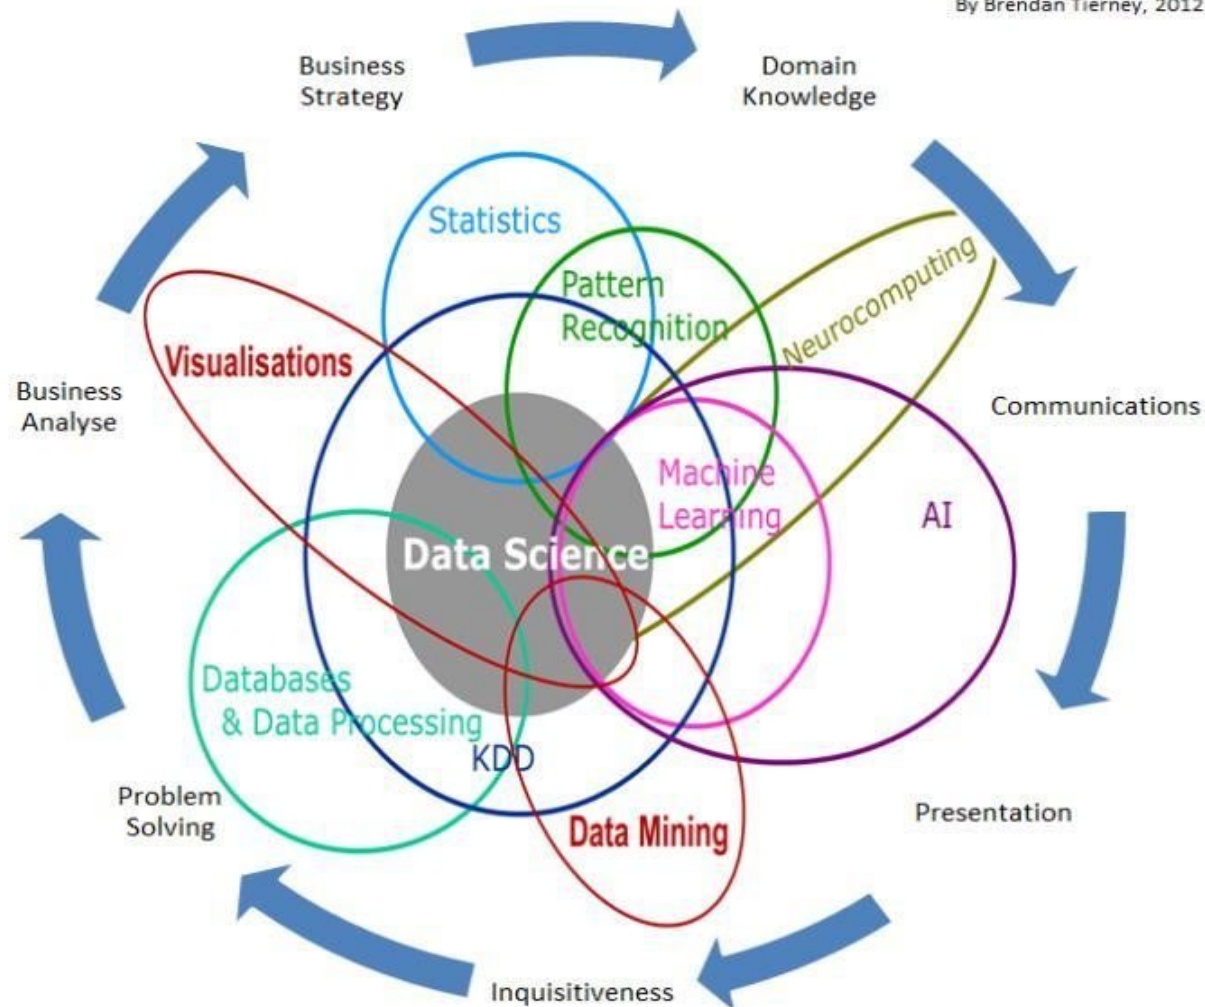 By Brendan Tierney, 2012
Business
Strategy
Domain
Knowledge
Statistics
Pattern
Recognition
Neurocomputing
Visualisations
Business
Analyse
Communications
Machine
Learning
AI
Data Science
Databases
& Data Processing
KDD
Problem
Solving
Data Mining
Presentation
Inquisitiveness